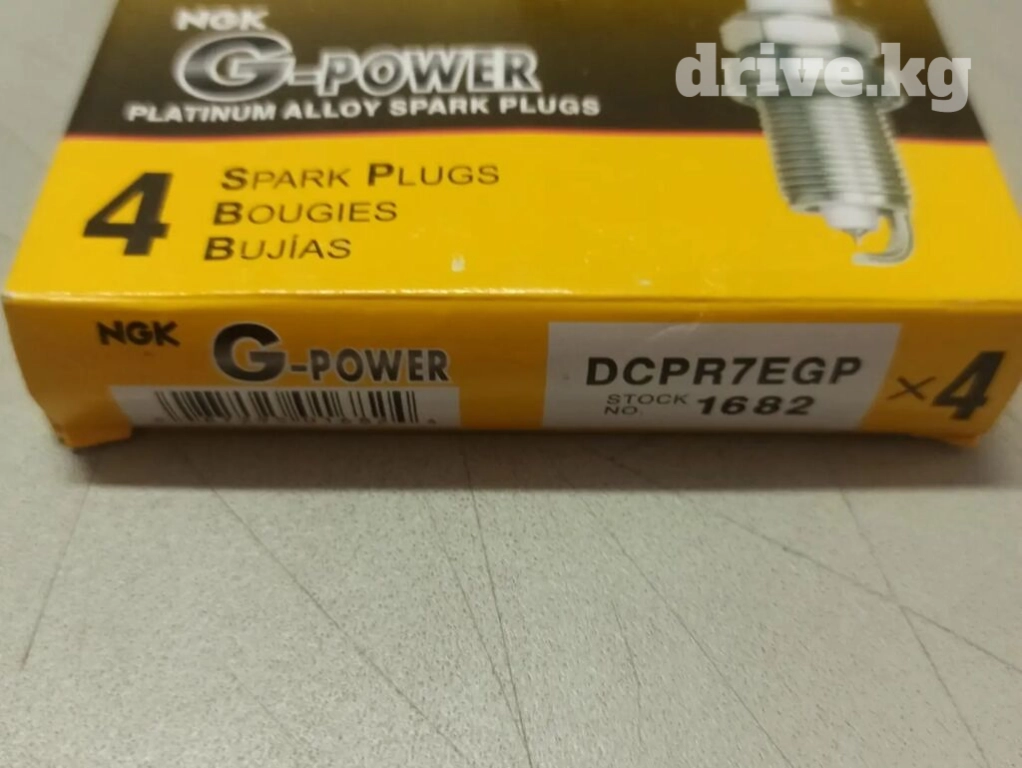 NGK
G-POWER
PLATINUM ALLOY SPARK PLUGS
drive.kg
4
SPARK PLUGS
BOUGIES
BUJÍAS
NGK
G-POWER
DCPR7EGP
STOCK NO. 1682
×4